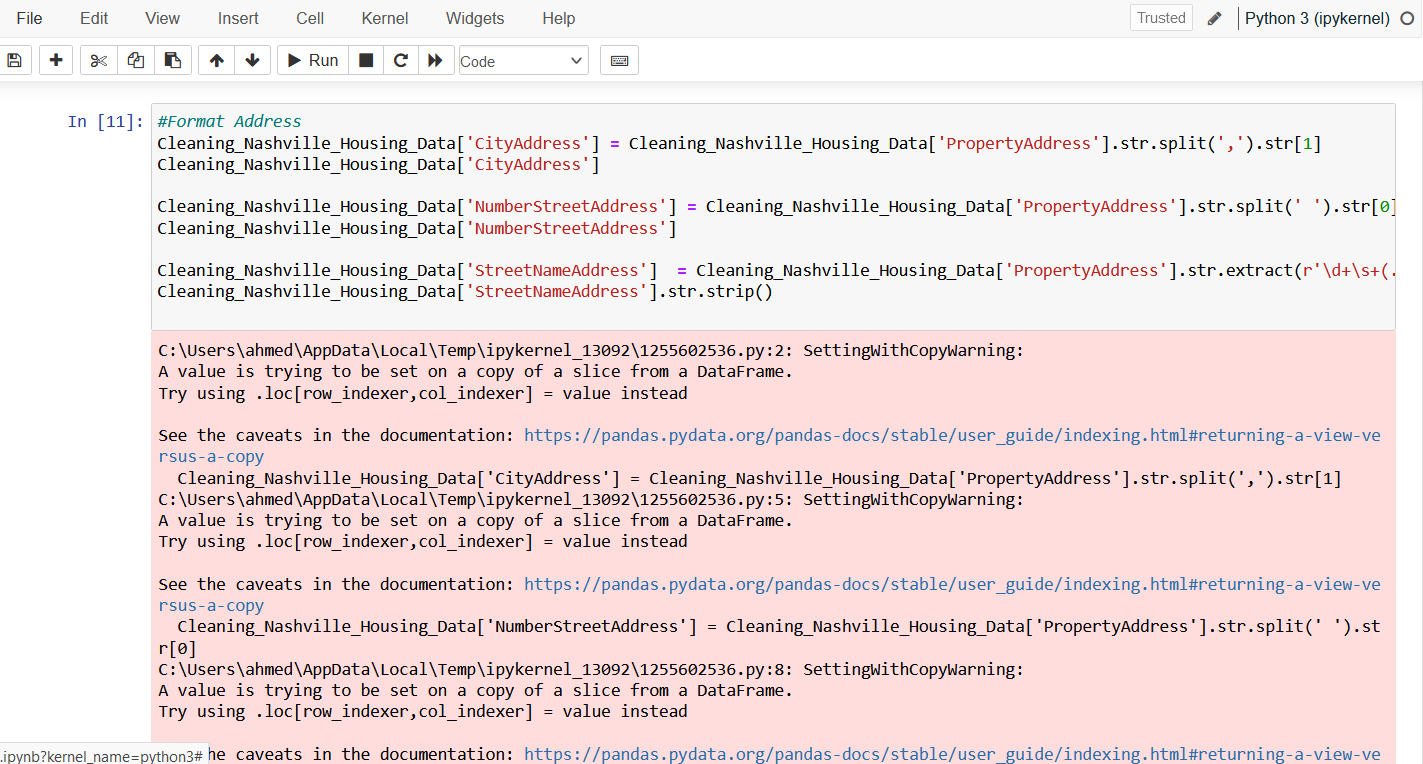 File Edit View Insert Cell Kernel Widgets Help Trusted Python 3 (ipykernel)
Run Code
In [11]:
#Format Address
Cleaning_Nashville_Housing_Data['CityAddress'] = Cleaning_Nashville_Housing_Data['PropertyAddress'].str.split(',').str[1]
Cleaning_Nashville_Housing_Data['CityAddress']
Cleaning_Nashville_Housing_Data['NumberStreetAddress'] = Cleaning_Nashville_Housing_Data['PropertyAddress'].str.split(' ').str[0]
Cleaning_Nashville_Housing_Data['NumberStreetAddress']
Cleaning_Nashville_Housing_Data['StreetNameAddress']  = Cleaning_Nashville_Housing_Data['PropertyAddress'].str.extract(r'\d+\s+(.
Cleaning_Nashville_Housing_Data['StreetNameAddress'].str.strip()
C:\Users\ahmed\AppData\Local\Temp\ipykernel_13092\1255602536.py:2: SettingWithCopyWarning:
A value is trying to be set on a copy of a slice from a DataFrame.
Try using .loc[row_indexer,col_indexer] = value instead
See the caveats in the documentation: https://pandas.pydata.org/pandas-docs/stable/user_guide/indexing.html#returning-a-view-ve
rsus-a-copy
Cleaning_Nashville_Housing_Data['CityAddress'] = Cleaning_Nashville_Housing_Data['PropertyAddress'].str.split(',').str[1]
C:\Users\ahmed\AppData\Local\Temp\ipykernel_13092\1255602536.py:5: SettingWithCopyWarning:
A value is trying to be set on a copy of a slice from a DataFrame.
Try using .loc[row_indexer,col_indexer] = value instead
See the caveats in the documentation: https://pandas.pydata.org/pandas-docs/stable/user_guide/indexing.html#returning-a-view-ve
rsus-a-copy
Cleaning_Nashville_Housing_Data['NumberStreetAddress'] = Cleaning_Nashville_Housing_Data['PropertyAddress'].str.split(' ').st
r[0]
C:\Users\ahmed\AppData\Local\Temp\ipykernel_13092\1255602536.py:8: SettingWithCopyWarning:
A value is trying to be set on a copy of a slice from a DataFrame.
Try using .loc[row_indexer,col_indexer] = value instead
he caveats in the documentation: https://pandas.pydata.org/pandas-docs/stable/user_guide/indexing.html#returning-a-view-ve
.ipynb?kernel_name=python3#